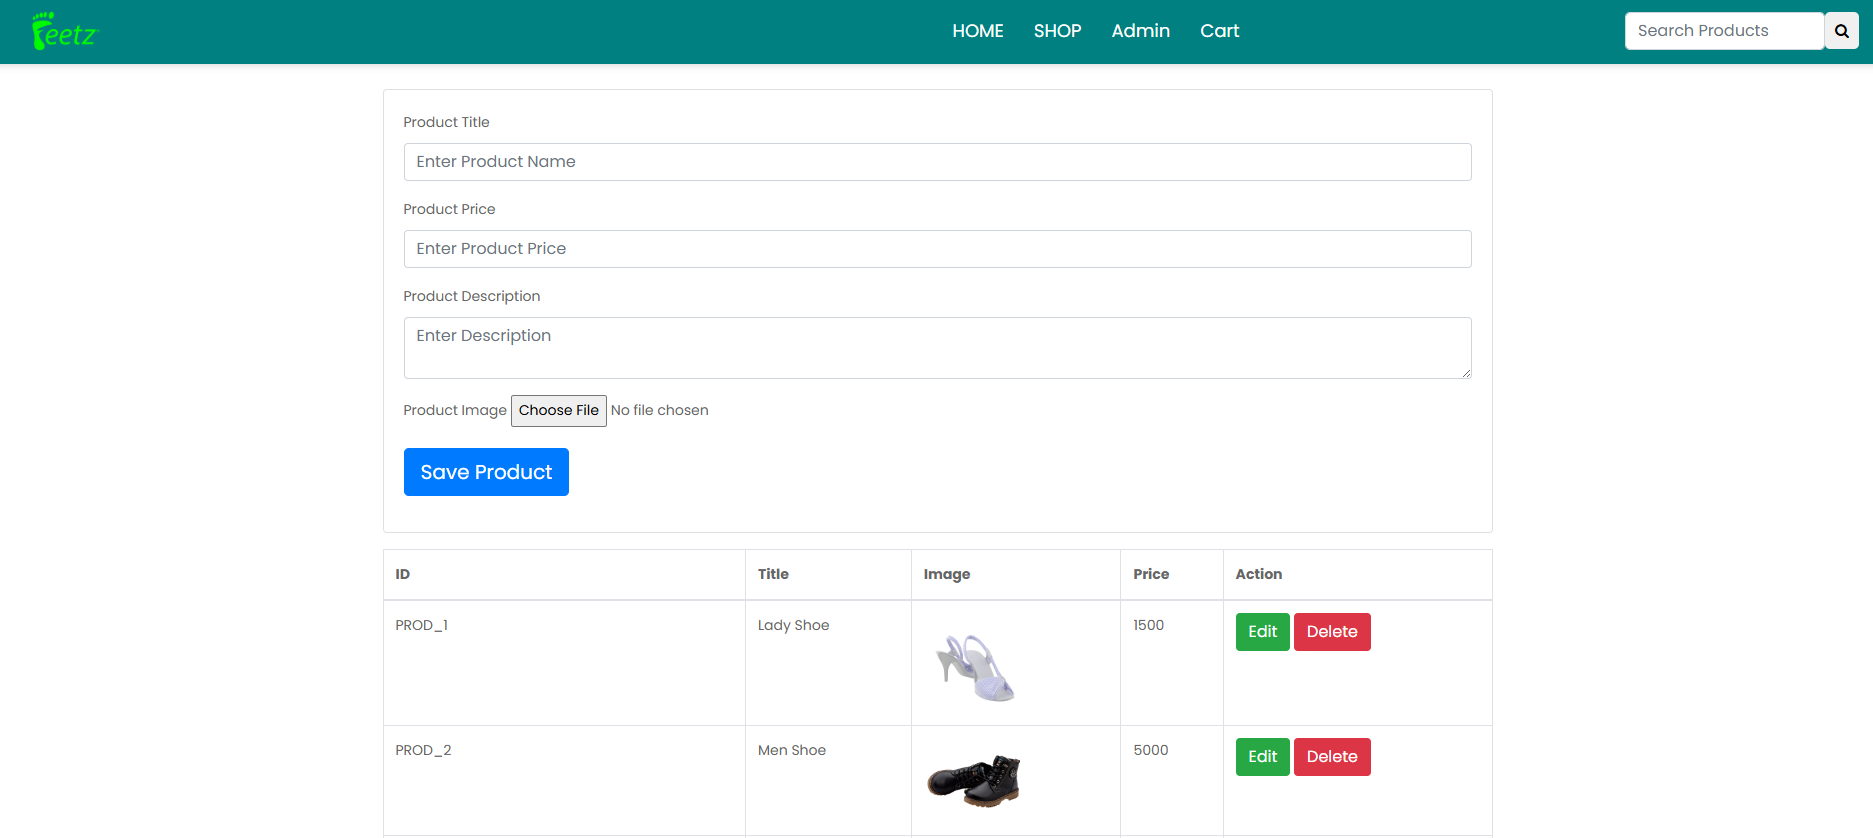 Feetz HOME SHOP Admin Cart Search Products
Product Title
Enter Product Name
Product Price
Enter Product Price
Product Description
Enter Description
Product Image Choose File No file chosen
Save Product
ID Title Image Price Action
PROD_1 Lady Shoe 1500 Edit Delete
PROD_2 Men Shoe 5000 Edit Delete